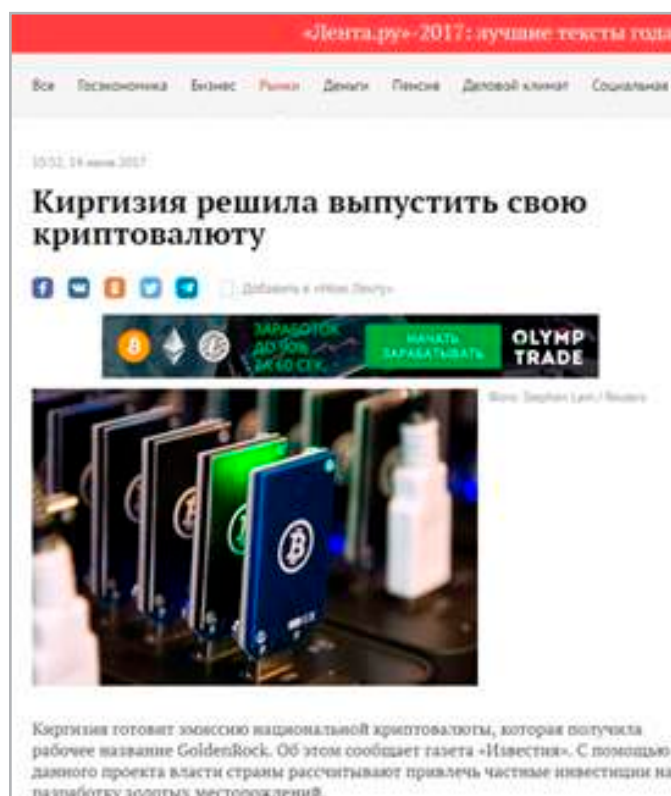 «Лента.ру»-2017: лучшие тексты года
Все Госэкономика Бизнес Рынки Деньги Пенсия Деловой климат Социальная
10:52, 14 июня 2017
Киргизия решила выпустить свою
криптовалюту
Добавить в «Мою Ленту»
ЗАРАБОТОК
ДО 90%
ЗА 60 СЕК.
НАЧАТЬ
ЗАРАБАТЫВАТЬ
OLYMP
TRADE
Фото: Stephen Lam / Reuters
Киргизия готовит эмиссию национальной криптовалюты, которая получила
рабочее название GoldenRock. Об этом сообщает газета «Известия». С помощью
данного проекта власти страны рассчитывают привлечь частные инвестиции на
разработку золотых месторождений.